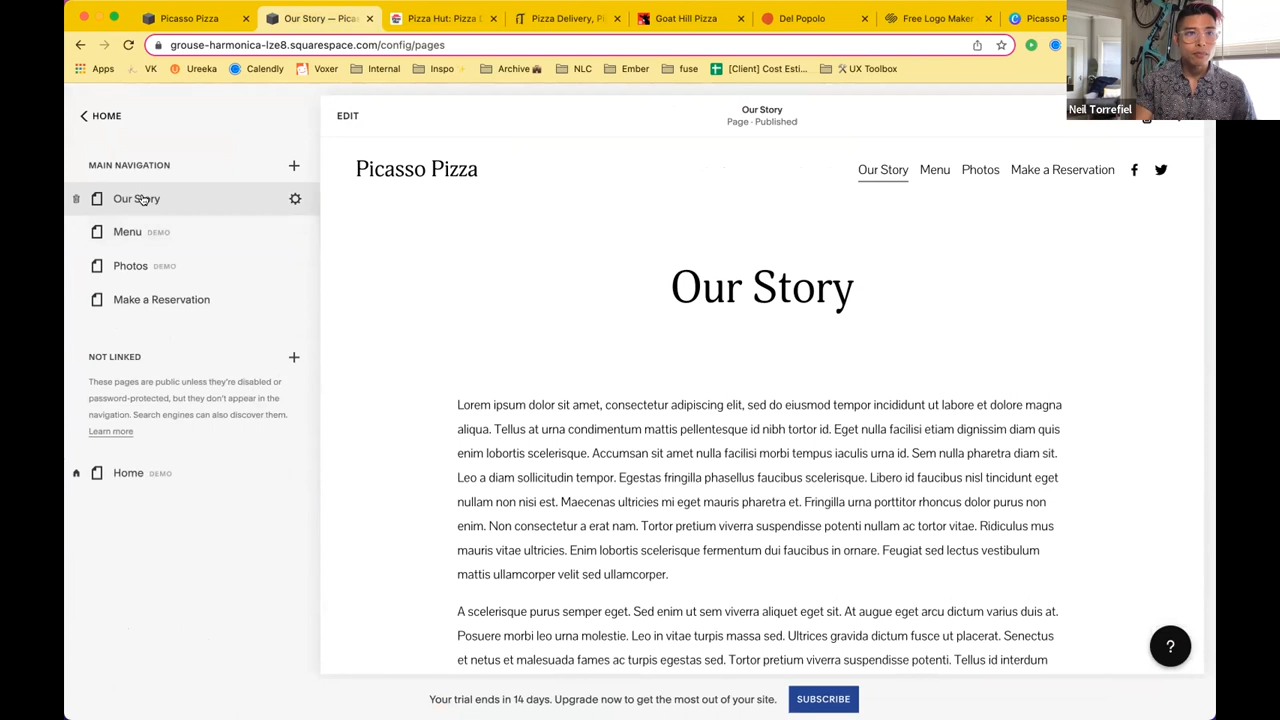 Picasso Pizza
Our Story — Picas
Pizza Hut: Pizza D
Pizza Delivery, Pi
Goat Hill Pizza
Del Popolo
Free Logo Maker
Picasso P
grouse-harmonica-lze8.squarespace.com/config/pages
Apps
VK
Ureeka
Calendly
Voxer
Internal
Inspo
Archive
NLC
Ember
fuse
[Client] Cost Esti...
UX Toolbox
Neil Torrefiel
HOME
EDIT
Our Story
Page · Published
MAIN NAVIGATION
Picasso Pizza
Our Story Menu Photos Make a Reservation
Our Story
Menu DEMO
Photos DEMO
Make a Reservation
Our Story
NOT LINKED
These pages are public unless they're disabled or
password-protected, but they don't appear in the
navigation. Search engines can also discover them.
Learn more
Home DEMO
Lorem ipsum dolor sit amet, consectetur adipiscing elit, sed do eiusmod tempor incididunt ut labore et dolore magna
aliqua. Tellus at urna condimentum mattis pellentesque id nibh tortor id. Eget nulla facilisi etiam dignissim diam quis
enim lobortis scelerisque. Accumsan sit amet nulla facilisi morbi tempus iaculis urna id. Sem nulla pharetra diam sit.
Leo a diam sollicitudin tempor. Egestas fringilla phasellus faucibus scelerisque. Libero id faucibus nisl tincidunt eget
nullam non nisi est. Maecenas ultricies mi eget mauris pharetra et. Fringilla urna porttitor rhoncus dolor purus non
enim. Non consectetur a erat nam. Tortor pretium viverra suspendisse potenti nullam ac tortor vitae. Ridiculus mus
mauris vitae ultricies. Enim lobortis scelerisque fermentum dui faucibus in ornare. Feugiat sed lectus vestibulum
mattis ullamcorper velit sed ullamcorper.
A scelerisque purus semper eget. Sed enim ut sem viverra aliquet eget sit. At augue eget arcu dictum varius duis at.
Posuere morbi leo urna molestie. Leo in vitae turpis massa sed. Ultrices gravida dictum fusce ut placerat. Senectus
et netus et malesuada fames ac turpis egestas sed. Tortor pretium viverra suspendisse potenti. Tellus id interdum
?
Your trial ends in 14 days. Upgrade now to get the most out of your site.
SUBSCRIBE